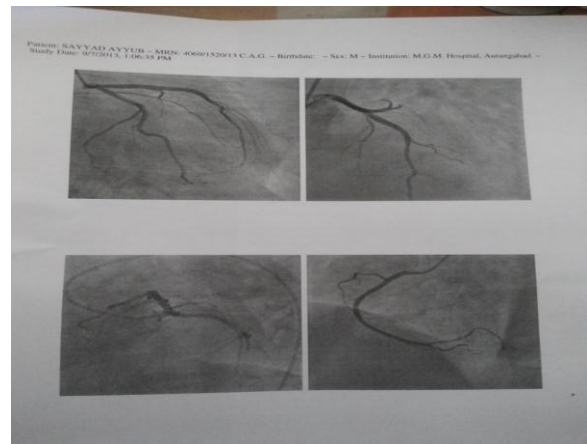 Patient: SAYYAD AYYUB - MRN: 4060/1520/13 C.A.G. - Birthdate: - Sex: M - Institution: M.G.M. Hospital, Aurangabad. -
Study Date: 9/7/2013, 1:06:35 PM